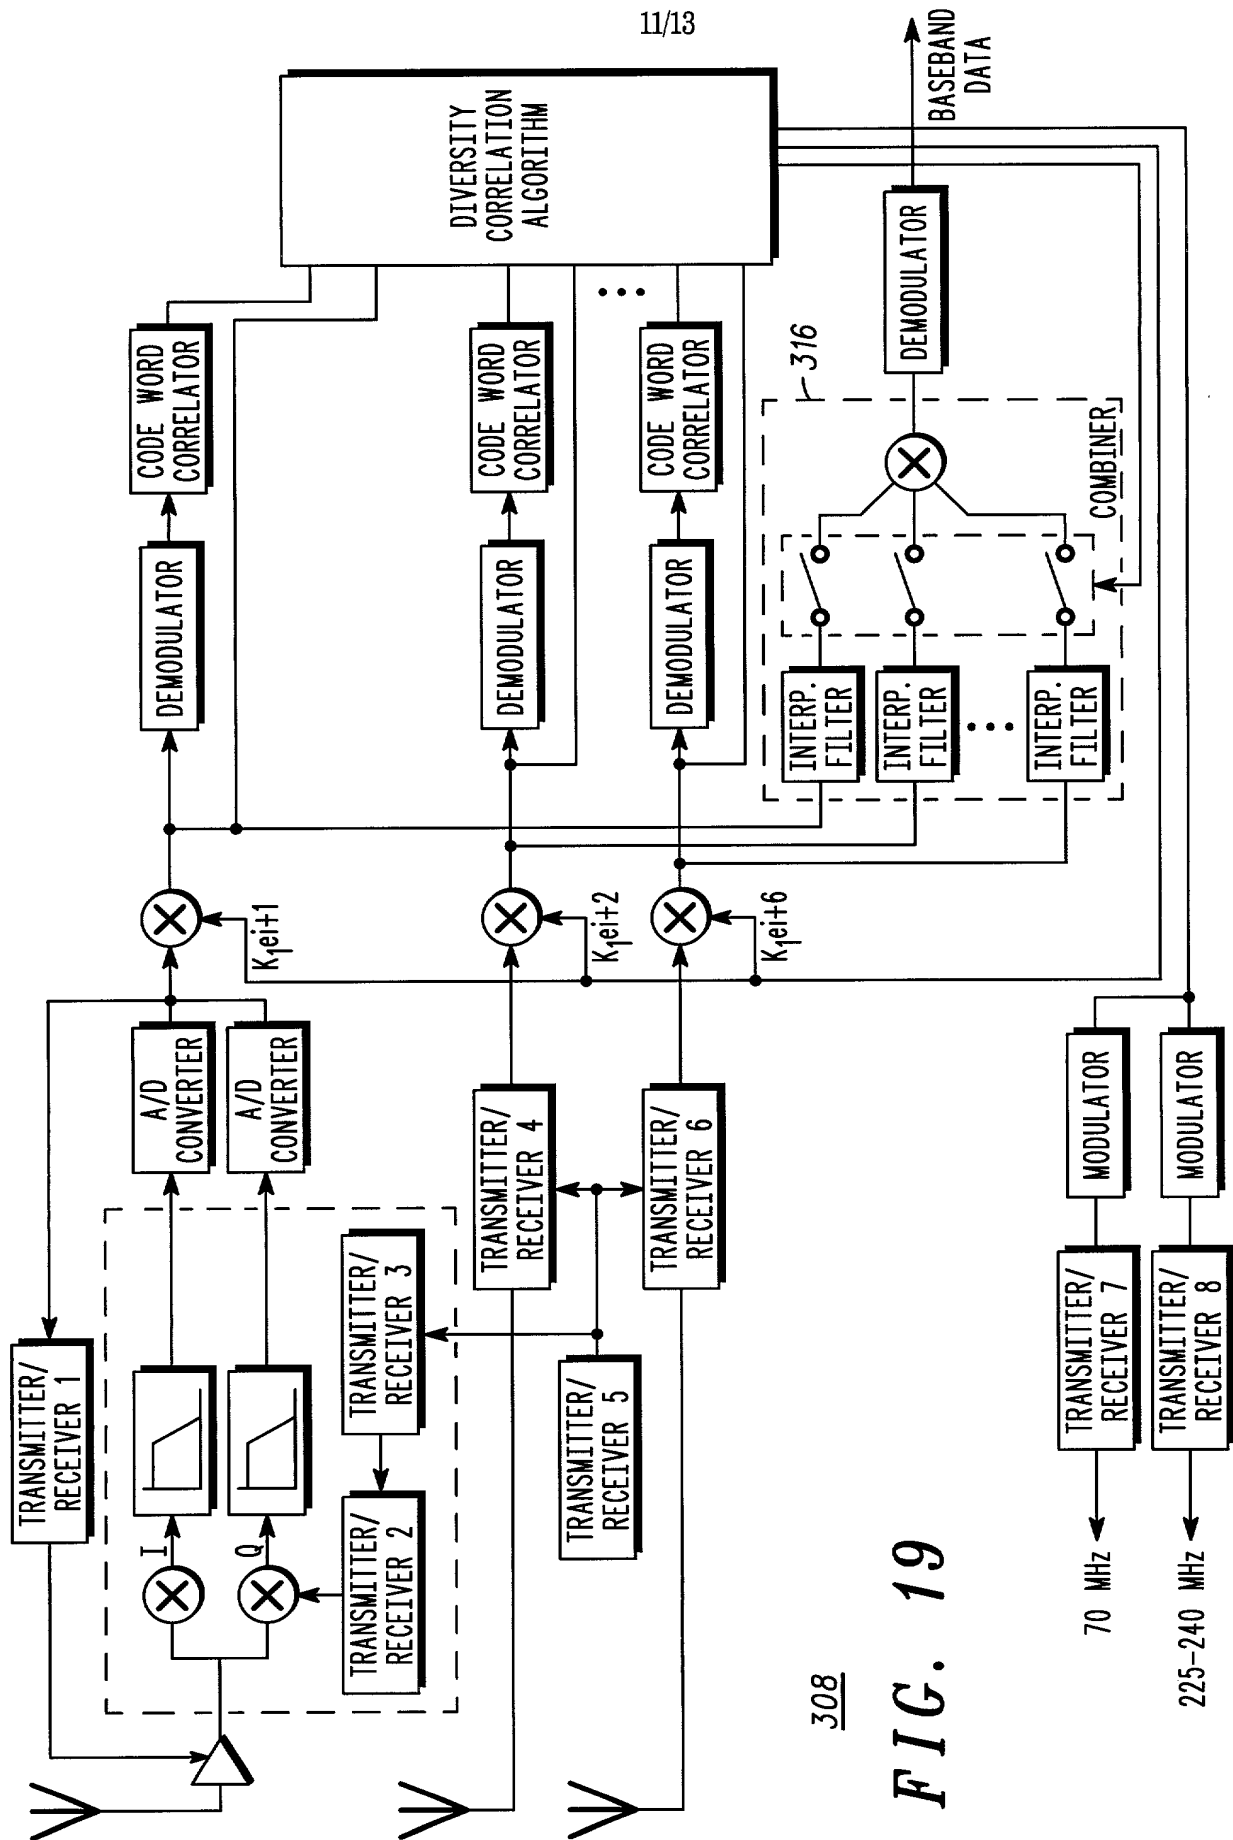 11/13
TRANSMITTER/
RECEIVER 1
I
Q
TRANSMITTER/
RECEIVER 2
TRANSMITTER/
RECEIVER 3
A/D
CONVERTER
A/D
CONVERTER
K1ei+1
DEMODULATOR
CODE WORD
CORRELATOR
DIVERSITY
CORRELATION
ALGORITHM
TRANSMITTER/
RECEIVER 4
K1ei+2
DEMODULATOR
CODE WORD
CORRELATOR
TRANSMITTER/
RECEIVER 5
TRANSMITTER/
RECEIVER 6
K1ei+6
DEMODULATOR
CODE WORD
CORRELATOR
316
INTERP.
FILTER
INTERP.
FILTER
INTERP.
FILTER
COMBINER
DEMODULATOR
BASEBAND
DATA
308
FIG. 19
70 MHz
TRANSMITTER/
RECEIVER 7
MODULATOR
225-240 MHz
TRANSMITTER/
RECEIVER 8
MODULATOR